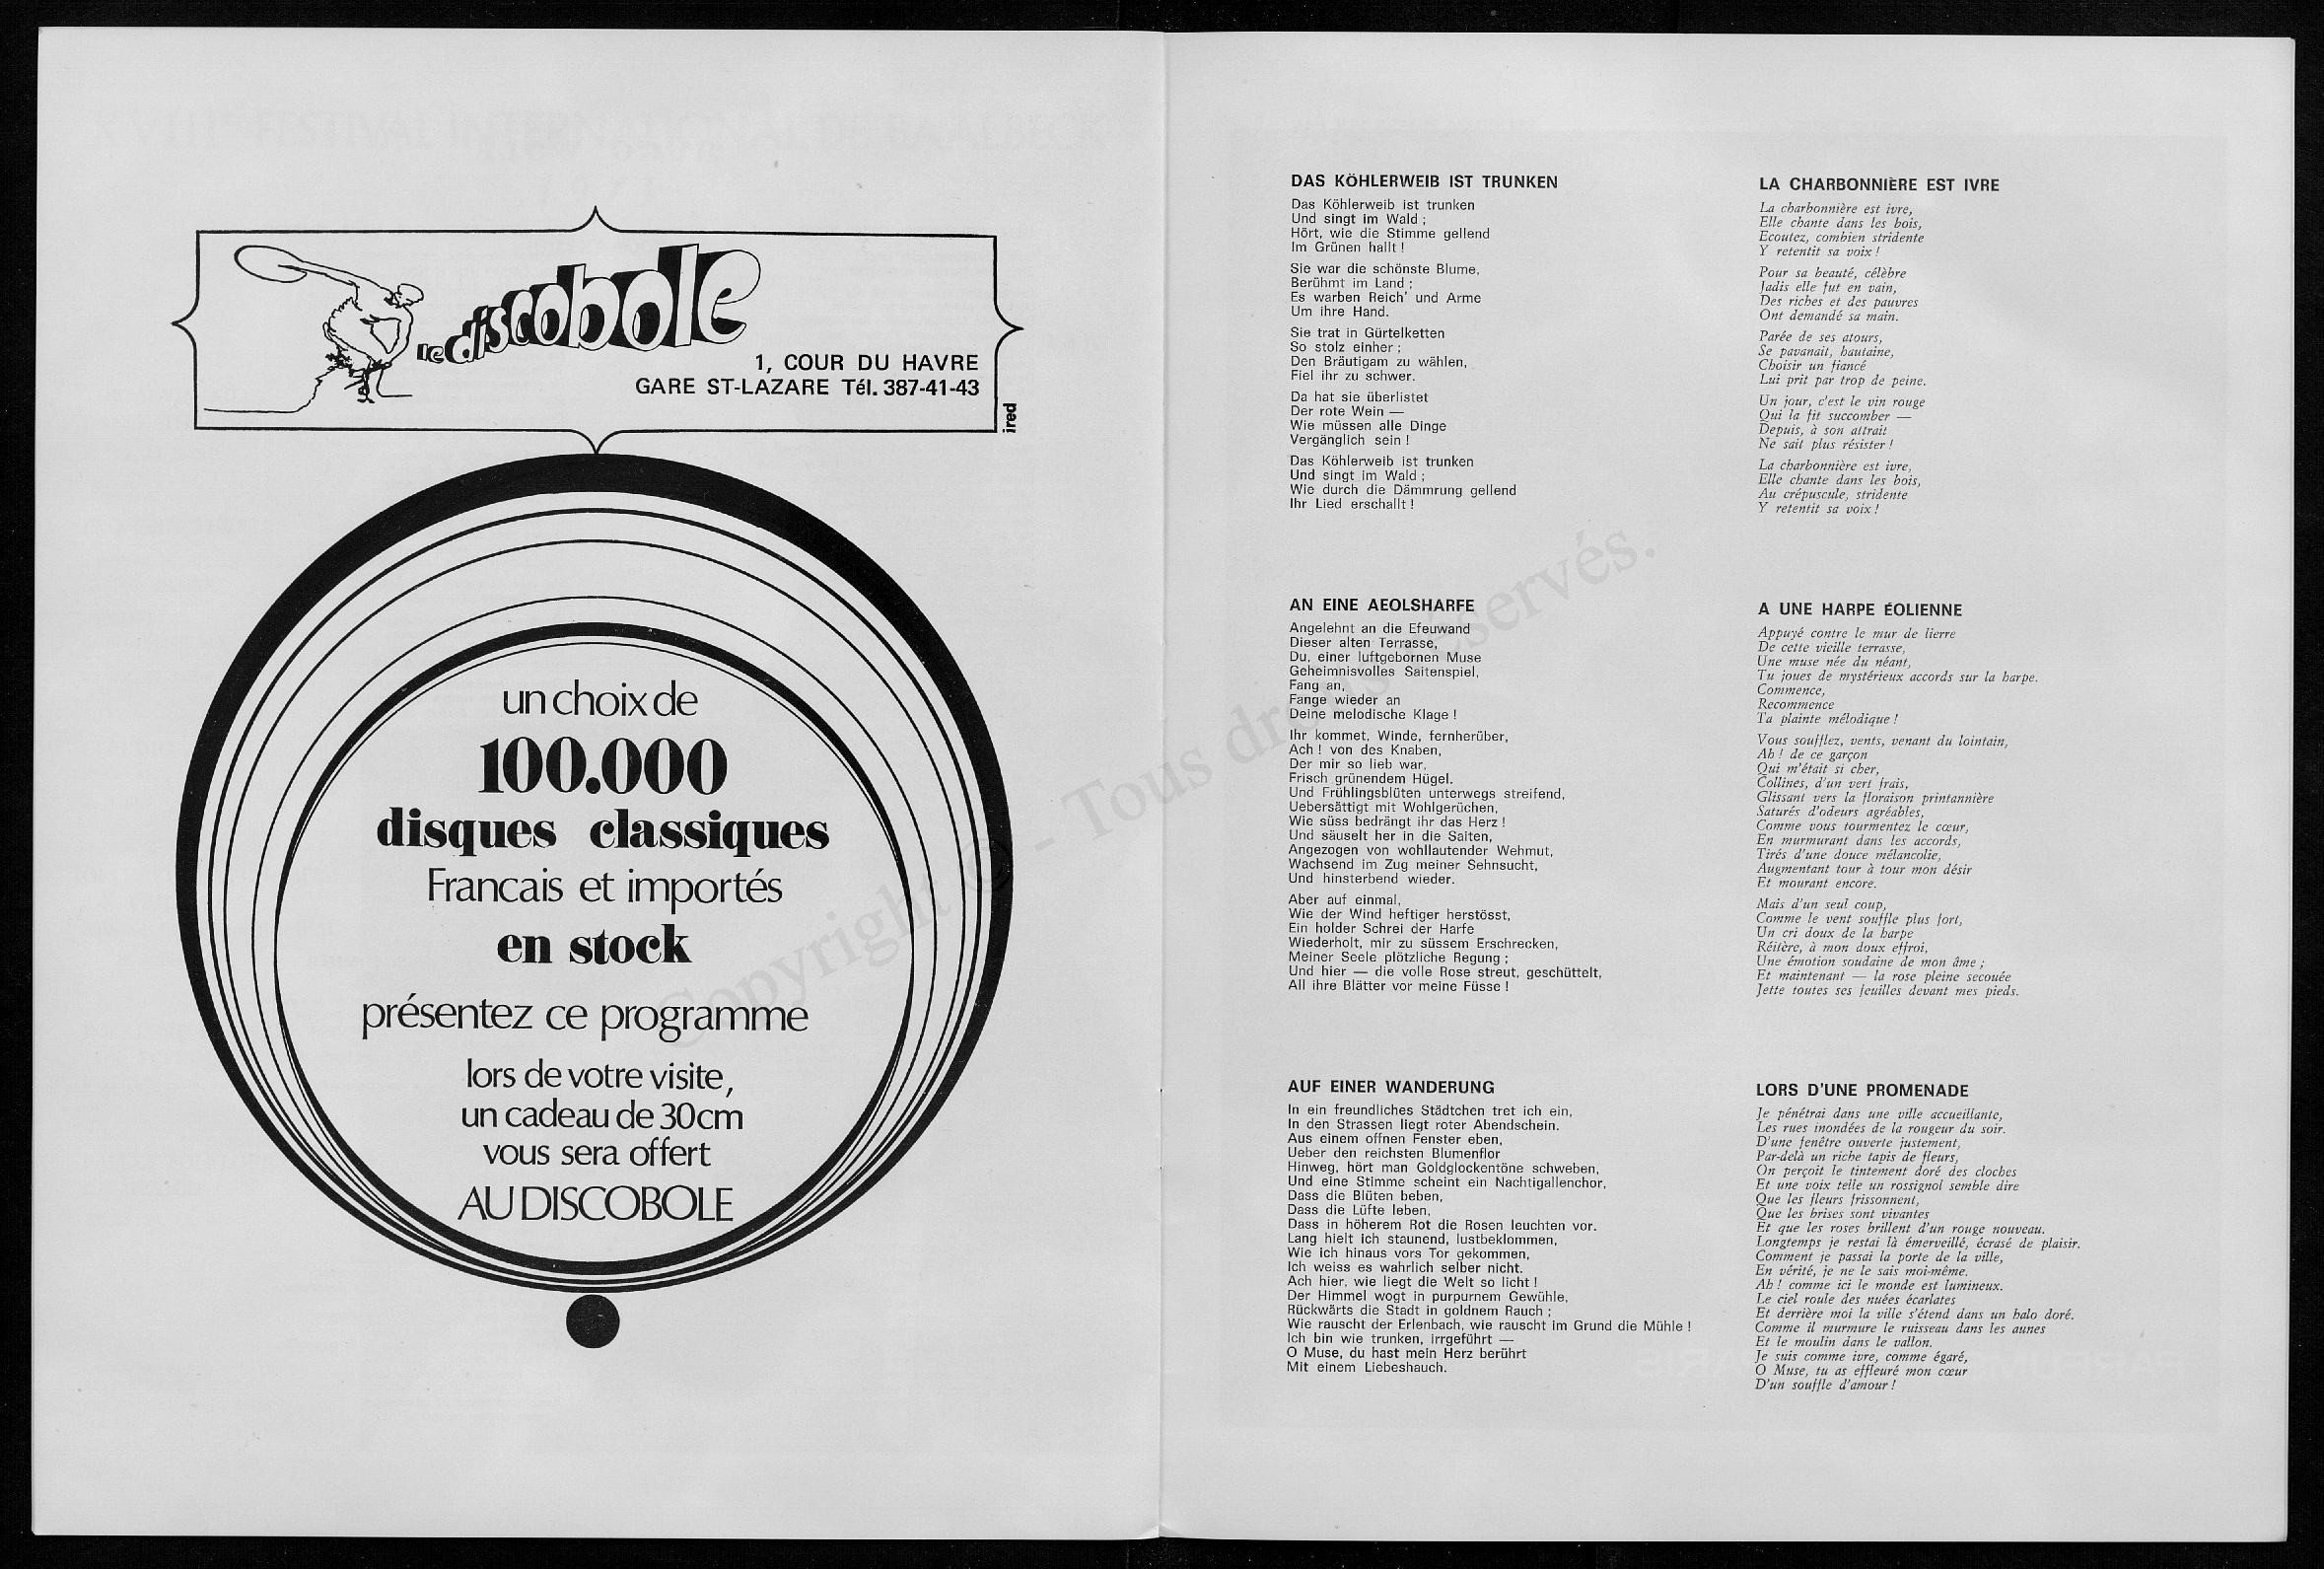 le discobole
1, COUR DU HAVRE
GARE ST-LAZARE Tél. 387-41-43
ired
un choix de
100.000
disques classiques
Francais et importés
en stock
présentez ce programme
lors de votre visite,
un cadeau de 30cm
vous sera offert
AU DISCOBOLE
DAS KÖHLERWEIB IST TRUNKEN
Das Köhlerweib ist trunken
Und singt im Wald ;
Hört, wie die Stimme gellend
Im Grünen hallt !
Sie war die schönste Blume,
Berühmt im Land ;
Es warben Reich' und Arme
Um ihre Hand.
Sie trat in Gürtelketten
So stolz einher ;
Den Bräutigam zu wählen,
Fiel ihr zu schwer.
Da hat sie überlistet
Der rote Wein —
Wie müssen alle Dinge
Vergänglich sein !
Das Köhlerweib ist trunken
Und singt im Wald ;
Wie durch die Dämmrung gellend
Ihr Lied erschallt !
LA CHARBONNIÈRE EST IVRE
La charbonnière est ivre,
Elle chante dans les bois,
Ecoutez, combien stridente
Y retentit sa voix !
Pour sa beauté, célèbre
Jadis elle fut en vain,
Des riches et des pauvres
Ont demandé sa main.
Parée de ses atours,
Se pavanait, hautaine,
Choisir un fiancé
Lui prit par trop de peine.
Un jour, c'est le vin rouge
Qui la fit succomber —
Depuis, à son attrait
Ne sait plus résister !
La charbonnière est ivre,
Elle chante dans les bois,
Au crépuscule, stridente
Y retentit sa voix !
AN EINE AEOLSHARFE
Angelehnt an die Efeuwand
Dieser alten Terrasse,
Du, einer luftgebornen Muse
Geheimnisvolles Saitenspiel,
Fang an,
Fange wieder an
Deine melodische Klage !
Ihr kommet, Winde, fernherüber,
Ach ! von des Knaben,
Der mir so lieb war,
Frisch grünendem Hügel.
Und Frühlingsblüten unterwegs streifend,
Uebersättigt mit Wohlgerüchen,
Wie süss bedrängt ihr das Herz !
Und säuselt her in die Saiten,
Angezogen von wohllautender Wehmut,
Wachsend im Zug meiner Sehnsucht,
Und hinsterbend wieder.
Aber auf einmal,
Wie der Wind heftiger herstösst,
Ein holder Schrei der Harfe
Wiederholt, mir zu süssem Erschrecken,
Meiner Seele plötzliche Regung ;
Und hier — die volle Rose streut, geschüttelt,
All ihre Blätter vor meine Füsse !
A UNE HARPE ÉOLIENNE
Appuyé contre le mur de lierre
De cette vieille terrasse,
Une muse née du néant,
Tu joues de mystérieux accords sur la harpe.
Commence,
Recommence
Ta plainte mélodique !
Vous soufflez, vents, venant du lointain,
Ah ! de ce garçon
Qui m'était si cher,
Collines, d'un vert frais,
Glissant vers la floraison printannière
Saturés d'odeurs agréables,
Comme vous tourmentez le cœur,
En murmurant dans les accords,
Tirés d'une douce mélancolie,
Augmentant tour à tour mon désir
Et mourant encore.
Mais d'un seul coup,
Comme le vent souffle plus fort,
Un cri doux de la harpe
Réitère, à mon doux effroi,
Une émotion soudaine de mon âme ;
Et maintenant — la rose pleine secouée
Jette toutes ses feuilles devant mes pieds.
AUF EINER WANDERUNG
In ein freundliches Städtchen tret ich ein,
In den Strassen liegt roter Abendschein.
Aus einem offnen Fenster eben,
Ueber den reichsten Blumenflor
Hinweg, hört man Goldglockentöne schweben,
Und eine Stimme scheint ein Nachtigallenchor,
Dass die Blüten beben,
Dass die Lüfte leben,
Dass in höherem Rot die Rosen leuchten vor.
Lang hielt ich staunend, lustbeklommen,
Wie ich hinaus vors Tor gekommen,
Ich weiss es wahrlich selber nicht.
Ach hier, wie liegt die Welt so licht !
Der Himmel wogt in purpurnem Gewühle,
Rückwärts die Stadt in goldnem Rauch ;
Wie rauscht der Erlenbach, wie rauscht im Grund die Mühle !
Ich bin wie trunken, irrgeführt —
O Muse, du hast mein Herz berührt
Mit einem Liebeshauch.
LORS D'UNE PROMENADE
Je pénétrai dans une ville accueillante,
Les rues inondées de la rougeur du soir.
D'une fenêtre ouverte justement,
Par-delà un riche tapis de fleurs,
On perçoit le tintement doré des cloches
Et une voix telle un rossignol semble dire
Que les fleurs frissonnent,
Que les brises sont vivantes
Et que les roses brillent d'un rouge nouveau.
Longtemps je restai là émerveillé, écrasé de plaisir.
Comment je passai la porte de la ville,
En vérité, je ne le sais moi-même.
Ah ! comme ici le monde est lumineux.
Le ciel roule des nuées écarlates
Et derrière moi la ville s'étend dans un halo doré.
Comme il murmure le ruisseau dans les aunes
Et le moulin dans le vallon.
Je suis comme ivre, comme égaré,
O Muse, tu as effleuré mon cœur
D'un souffle d'amour !
Copyright © - Tous droits réservés.